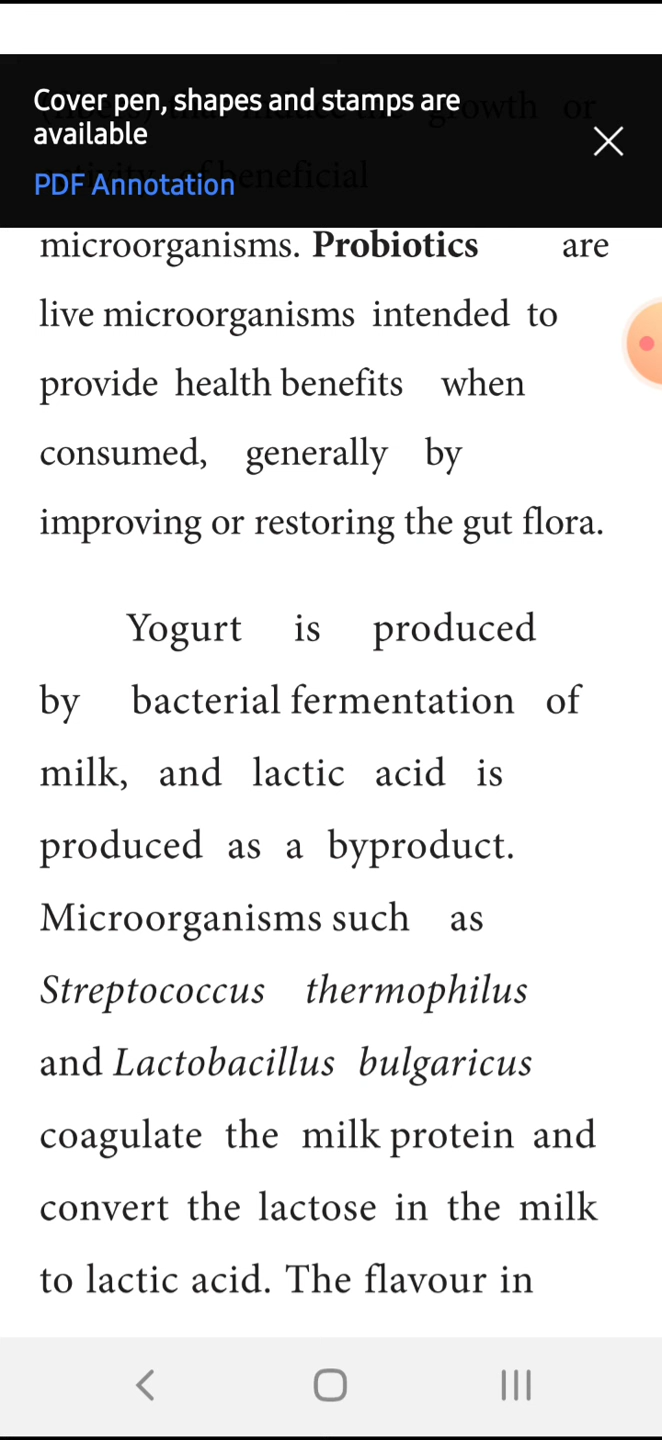 Cover pen, shapes and stamps are
available
PDF Annotation
growth or
beneficial
microorganisms. Probiotics are
live microorganisms intended to
provide health benefits when
consumed, generally by
improving or restoring the gut flora.
Yogurt is produced
by bacterial fermentation of
milk, and lactic acid is
produced as a byproduct.
Microorganisms such as
Streptococcus thermophilus
and Lactobacillus bulgaricus
coagulate the milk protein and
convert the lactose in the milk
to lactic acid. The flavour in